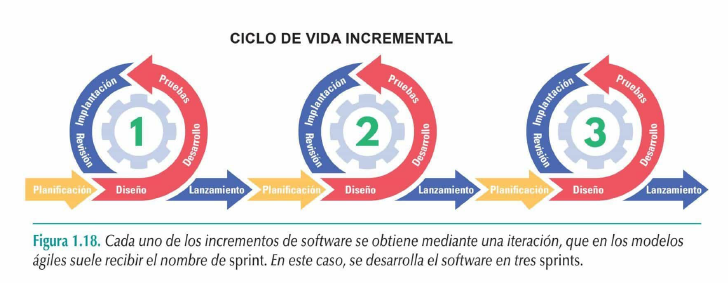 CICLO DE VIDA INCREMENTAL
Implantación
Pruebas
1
Revisión
Desarrollo
Planificación
Diseño
Lanzamiento
Implantación
Pruebas
2
Revisión
Desarrollo
Planificación
Diseño
Lanzamiento
Implantación
Pruebas
3
Revisión
Desarrollo
Planificación
Diseño
Lanzamiento
Figura 1.18. Cada uno de los incrementos de software se obtiene mediante una iteración, que en los modelos
ágiles suele recibir el nombre de sprint. En este caso, se desarrolla el software en tres sprints.